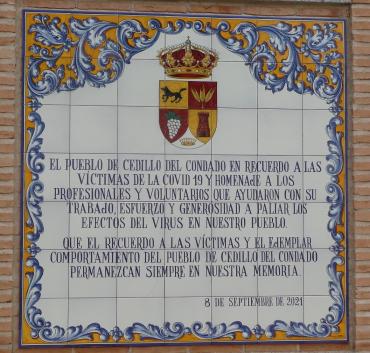 EL PUEBLO DE CEDILLO DEL CONDADO EN RECUERDO A LAS
VÍCTIMAS DE LA COVID 19 Y HOMENAJE A LOS
PROFESIONALES Y VOLUNTARIOS QUE AYUDARON CON SU
TRABAJO, ESFUERZO Y GENEROSIDAD A PALIAR LOS
EFECTOS DEL VIRUS EN NUESTRO PUEBLO.
QUE EL RECUERDO A LAS VÍCTIMAS Y EL EJEMPLAR
COMPORTAMIENTO DEL PUEBLO DE CEDILLO DEL CONDADO
PERMANEZCAN SIEMPRE EN NUESTRA MEMORIA.
8 DE SEPTIEMBRE DE 2021